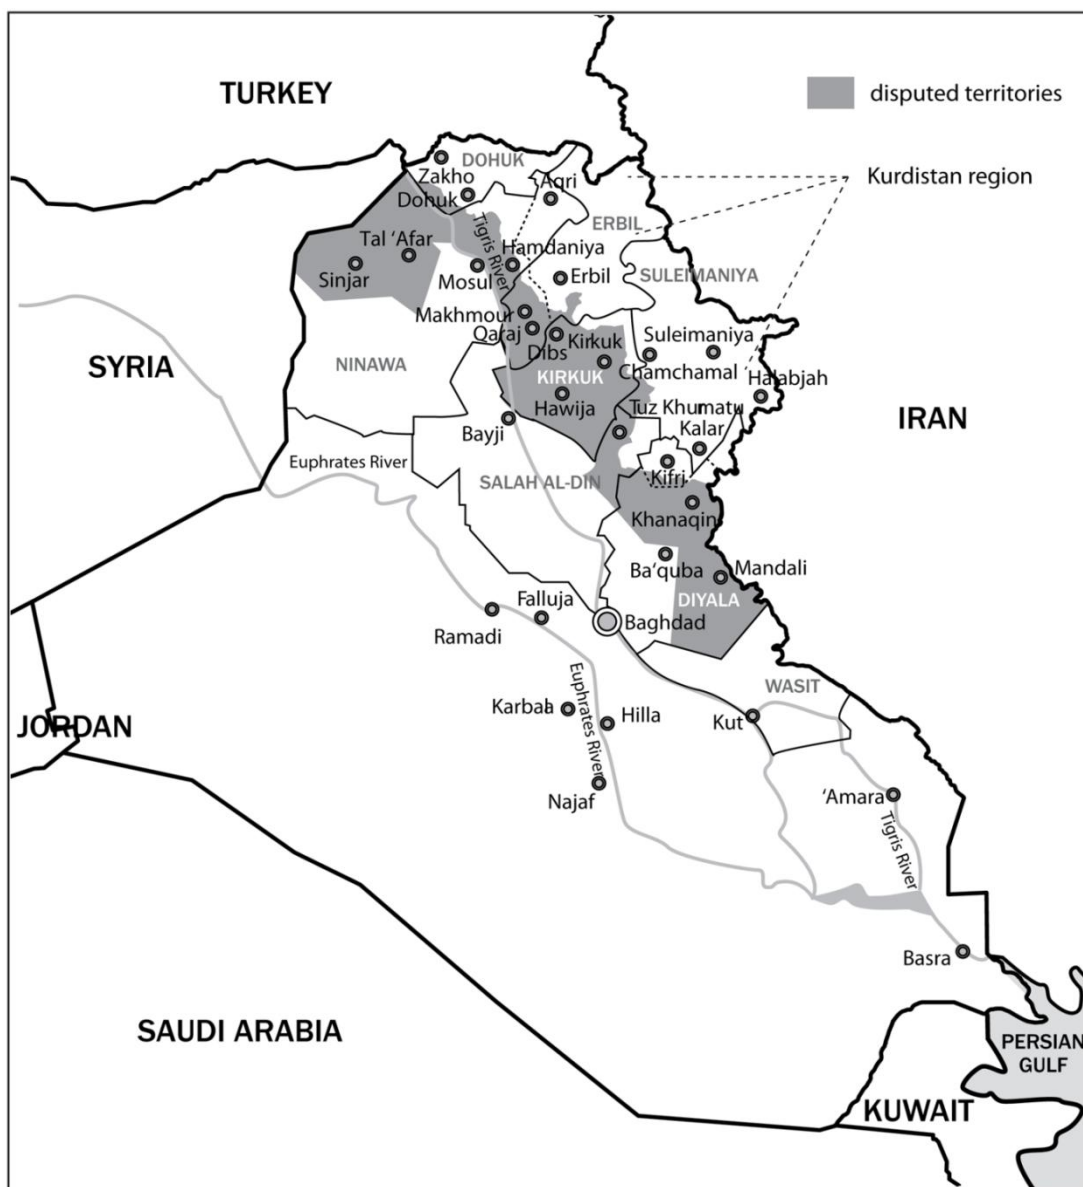 TURKEY
disputed territories
DOHUK
Zakho
Aqri
Kurdistan region
Dohuk
ERBIL
Tigris River
Tal ‘Afar
Hamdaniya
SULEIMANIYA
Sinjar
Mosul
Erbil
Makhmour
Qaraj
Dibs
Kirkuk
Suleimaniya
SYRIA
NINAWA
KIRKUK
Chamchamal
Halabjah
Hawija
Tuz Khumatu
IRAN
Bayji
Kalar
Euphrates River
SALAH AL-DIN
Kifri
Khanaqin
Ba‘quba
Mandali
DIYALA
Falluja
Ramadi
Baghdad
WASIT
Euphrates River
Karbala
Hilla
Kut
JORDAN
Najaf
‘Amara
Tigris River
Basra
SAUDI ARABIA
PERSIAN
GULF
KUWAIT